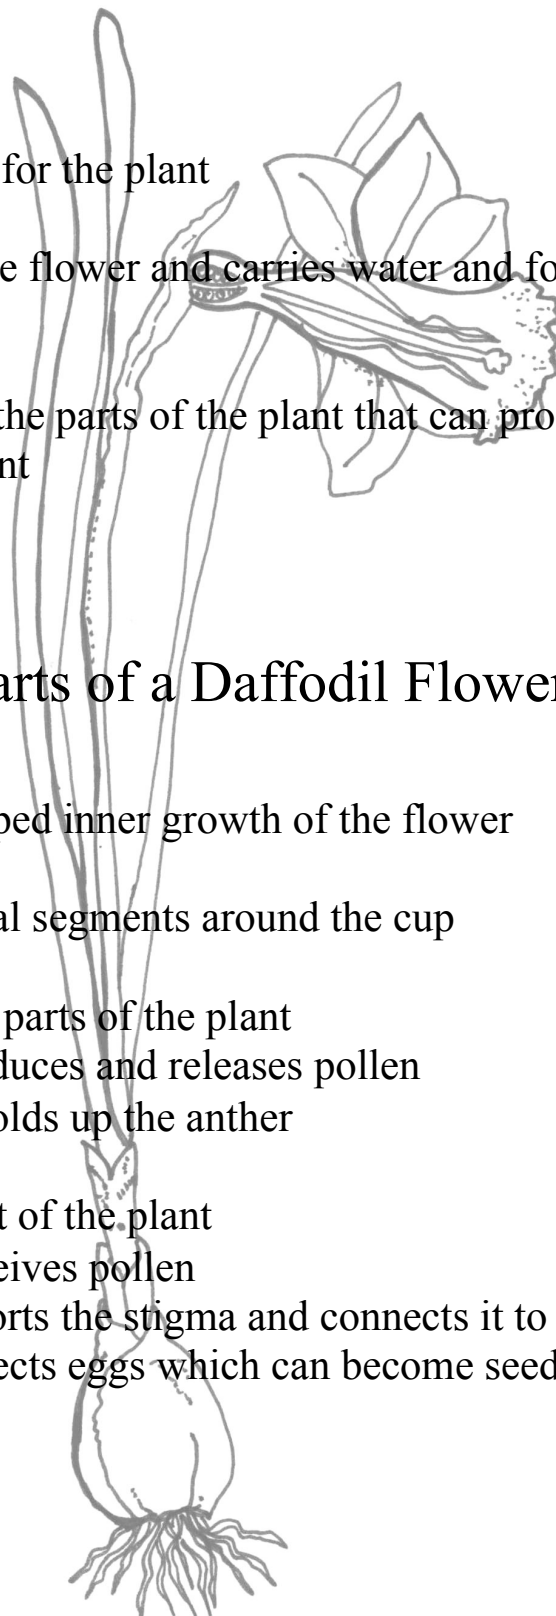 for the plant
e flower and carries water and fo
the parts of the plant that can pro
nt
arts of a Daffodil Flower
ped inner growth of the flower
al segments around the cup
parts of the plant
duces and releases pollen
olds up the anther
t of the plant
eives pollen
orts the stigma and connects it to
ects eggs which can become seed